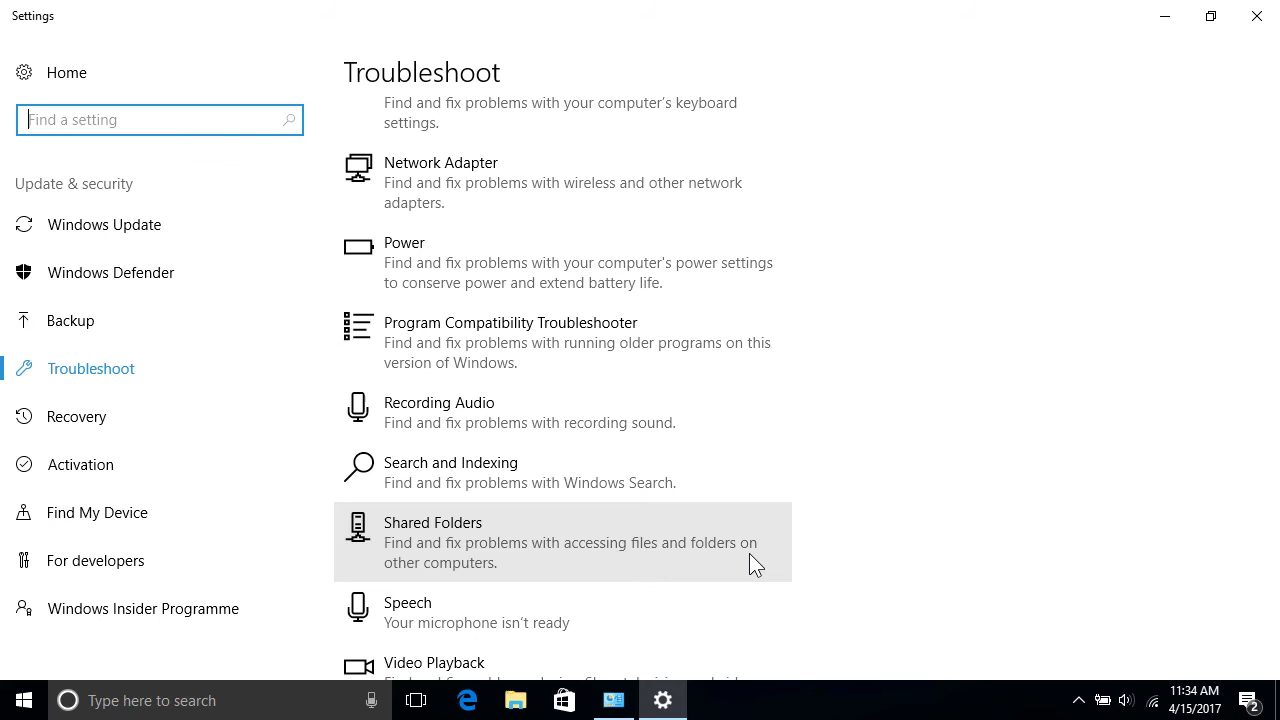 Settings
Home
Find a setting
Update & security
Windows Update
Windows Defender
Backup
Troubleshoot
Recovery
Activation
Find My Device
For developers
Windows Insider Programme
Troubleshoot
Find and fix problems with your computer's keyboard
settings.
Network Adapter
Find and fix problems with wireless and other network
adapters.
Power
Find and fix problems with your computer's power settings
to conserve power and extend battery life.
Program Compatibility Troubleshooter
Find and fix problems with running older programs on this
version of Windows.
Recording Audio
Find and fix problems with recording sound.
Search and Indexing
Find and fix problems with Windows Search.
Shared Folders
Find and fix problems with accessing files and folders on
other computers.
Speech
Your microphone isn't ready
Video Playback
Type here to search
11:34 AM
4/15/2017
2